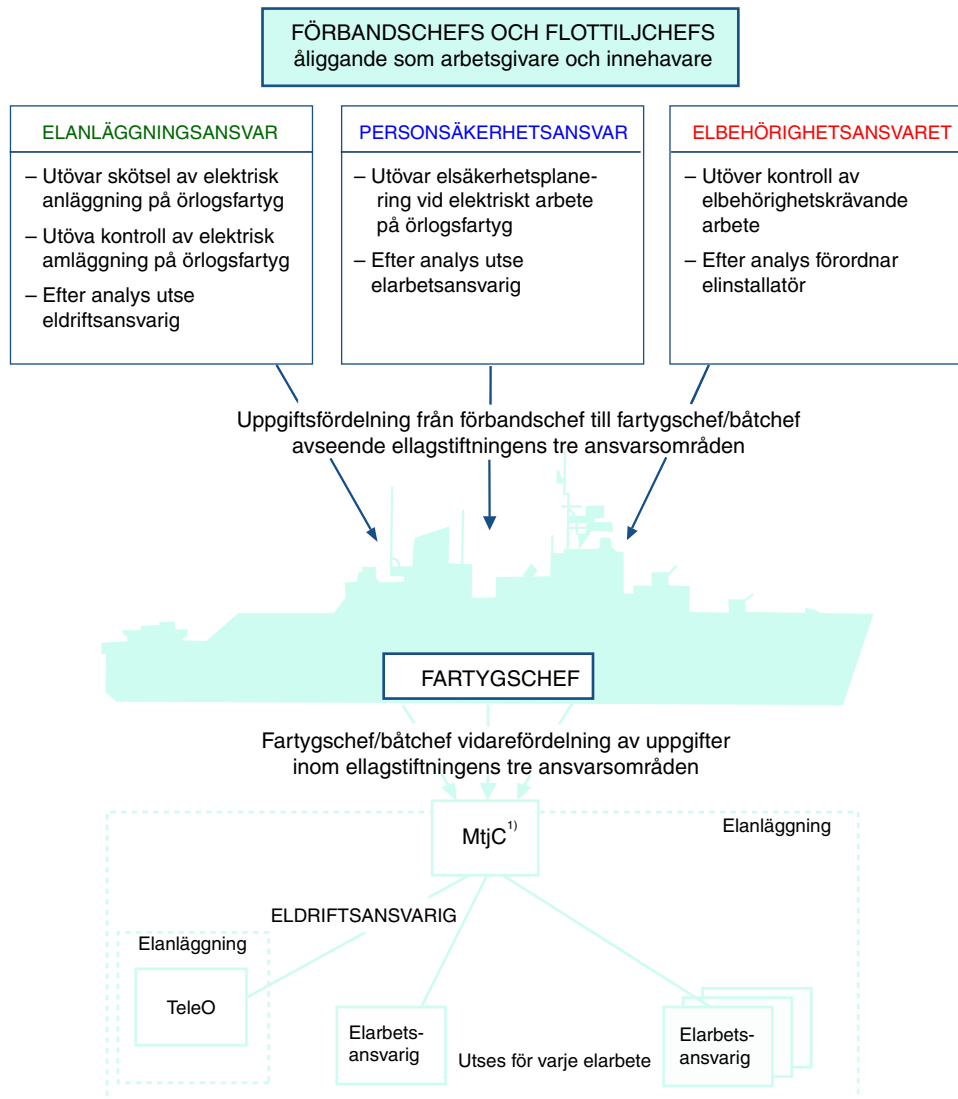 FÖRBANDSCHEFS OCH FLOTTILJCHEFS
åliggande som arbetsgivare och innehavare
ELANLÄGGNINGSANSVAR
– Utövar skötsel av elektrisk
anläggning på örlogsfartyg
– Utöva kontroll av elektrisk
amläggning på örlogsfartyg
– Efter analys utse
eldriftsansvarig
PERSONSÄKERHETSANSVAR
– Utövar elsäkerhetsplane-
ring vid elektriskt arbete
på örlogsfartyg
– Efter analys utse
elarbetsansvarig
ELBEHÖRIGHETSANSVARET
– Utöver kontroll av
elbehörighetskrävande
arbete
– Efter analys förordnar
elinstallatör
Uppgiftsfördelning från förbandschef till fartygschef/båtchef
avseende ellagstiftningens tre ansvarsområden
FARTYGSCHEF
Fartygschef/båtchef vidarefördelning av uppgifter
inom ellagstiftningens tre ansvarsområden
MtjC 1)
Elanläggning
ELDRIFTSANSVARIG
Elanläggning
TeleO
Elarbets-
ansvarig
Utses för varje elarbete
Elarbets-
ansvarig